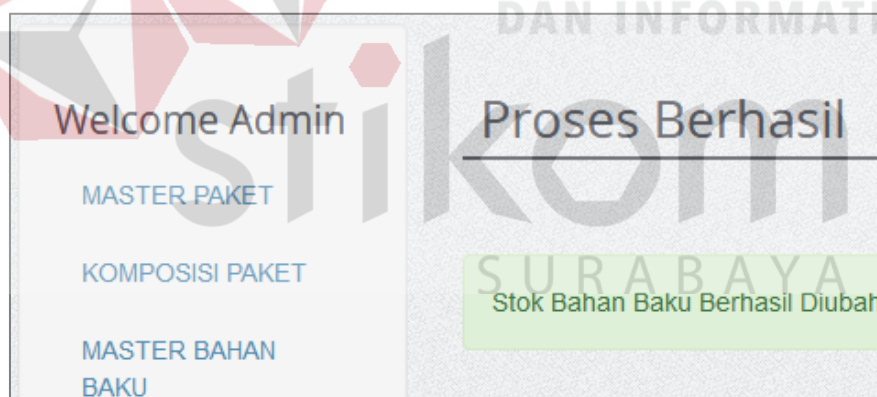 DAN INFORMATI
stikom
SURABAYA
Welcome Admin
MASTER PAKET
KOMPOSISI PAKET
MASTER BAHAN
BAKU
Proses Berhasil
Stok Bahan Baku Berhasil Diubah